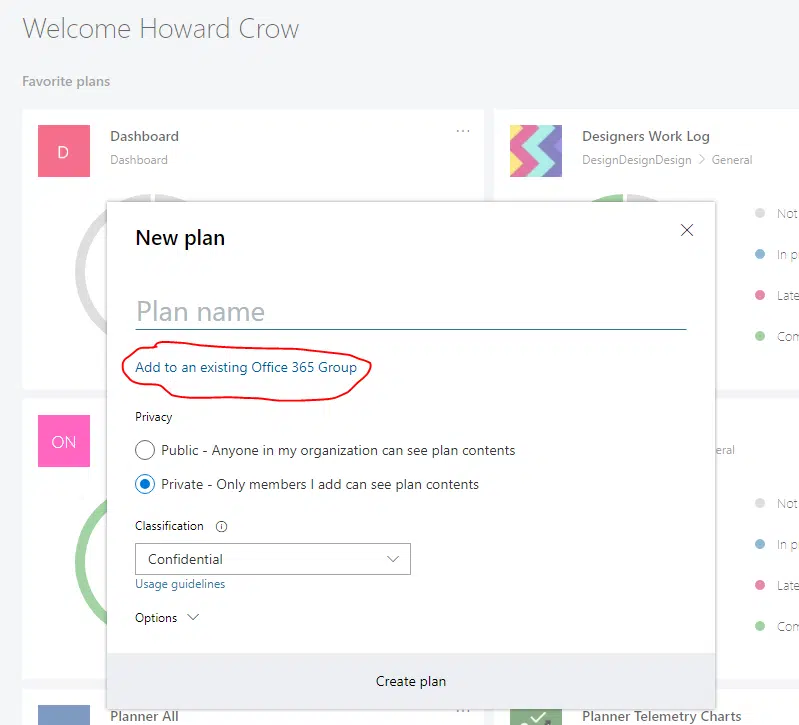 Welcome Howard Crow
Favorite plans
D
Dashboard
...
Dashboard
Designers Work Log
DesignDesignDesign > General
Not
In p
Late
Com
New plan
Plan name
Add to an existing Office 365 Group
Privacy
Public - Anyone in my organization can see plan contents
Private - Only members I add can see plan contents
Classification
Confidential
Usage guidelines
Options
Create plan
ON
eral
Not
In p
Late
Com
Planner All
...
Planner Telemetry Charts